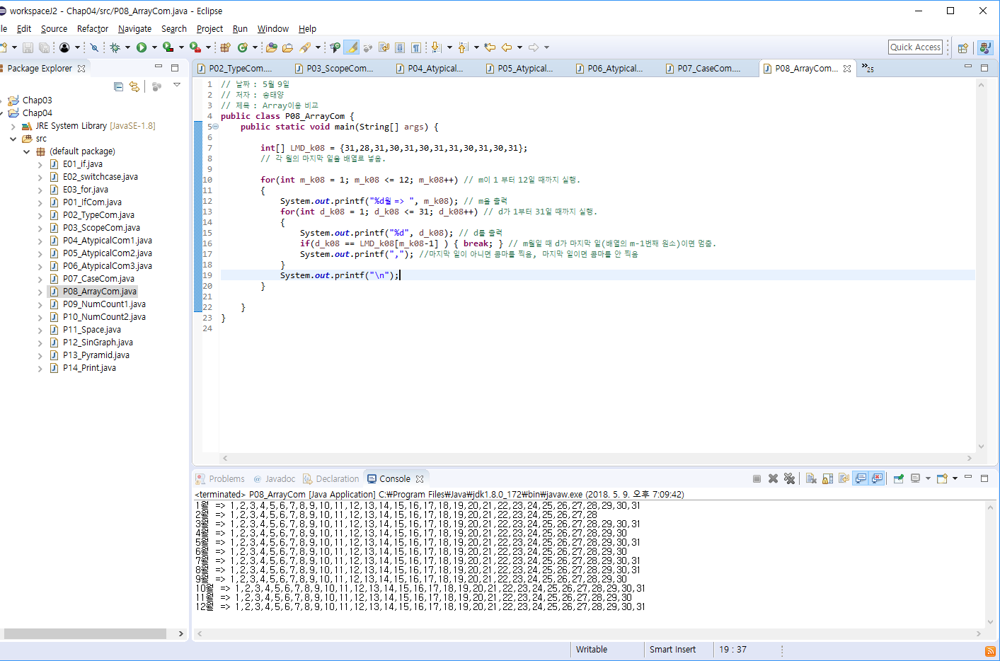 workspaceJ2 - Chap04/src/P08_ArrayCom.java - Eclipse
le Edit Source Refactor Navigate Search Project Run Window Help
Quick Access
Package Explorer
Chap03
Chap04
JRE System Library [JavaSE-1.8]
src
(default package)
E01_if.java
E02_switchcase.java
E03_for.java
P01_IfCom.java
P02_TypeCom.java
P03_ScopeCom.java
P04_AtypicalCom1.java
P05_AtypicalCom2.java
P06_AtypicalCom3.java
P07_CaseCom.java
P08_ArrayCom.java
P09_NumCount1.java
P10_NumCount2.java
P11_Space.java
P12_SinGraph.java
P13_Pyramid.java
P14_Print.java
P02_TypeCom.... P03_ScopeCom... P04_Atypical... P05_Atypical... P06_Atypical... P07_CaseCom.... P08_ArrayCom... 25
1 // 날짜 : 5월 9일
2 // 저자 : 송태양
3 // 제목 : Array이용 비교
4 public class P08_ArrayCom {
5 public static void main(String[] args) {
6
7 int[] LMD_k08 = {31,28,31,30,31,30,31,31,30,31,30,31};
8 // 각 월의 마지막 일을 배열로 넣음.
9
10 for(int m_k08 = 1; m_k08 <= 12; m_k08++) // m이 1 부터 12일 때까지 실행.
11 {
12 System.out.printf("%d월 => ", m_k08); // m을 출력
13 for(int d_k08 = 1; d_k08 <= 31; d_k08++) // d가 1부터 31일 때까지 실행.
14 {
15 System.out.printf("%d", d_k08); // d를 출력
16 if(d_k08 == LMD_k08[m_k08-1] ) { break; } // m월일 때 d가 마지막 일(배열의 m-1번째 원소)이면 멈춤.
17 System.out.printf(","); //마지막 일이 아니면 콤마를 찍음, 마지막 일이면 콤마를 안 찍음
18 }
19 System.out.printf("\n");
20 }
21
22 }
23 }
24
Problems @ Javadoc Declaration Console
<terminated> P08_ArrayCom [Java Application] C:₩Program Files₩Java₩jdk1.8.0_172₩bin₩javaw.exe (2018. 5. 9. 오후 7:09:42)
1월 => 1,2,3,4,5,6,7,8,9,10,11,12,13,14,15,16,17,18,19,20,21,22,23,24,25,26,27,28,29,30,31
2월 => 1,2,3,4,5,6,7,8,9,10,11,12,13,14,15,16,17,18,19,20,21,22,23,24,25,26,27,28
3월 => 1,2,3,4,5,6,7,8,9,10,11,12,13,14,15,16,17,18,19,20,21,22,23,24,25,26,27,28,29,30,31
4월 => 1,2,3,4,5,6,7,8,9,10,11,12,13,14,15,16,17,18,19,20,21,22,23,24,25,26,27,28,29,30
5월 => 1,2,3,4,5,6,7,8,9,10,11,12,13,14,15,16,17,18,19,20,21,22,23,24,25,26,27,28,29,30,31
6월 => 1,2,3,4,5,6,7,8,9,10,11,12,13,14,15,16,17,18,19,20,21,22,23,24,25,26,27,28,29,30
7월 => 1,2,3,4,5,6,7,8,9,10,11,12,13,14,15,16,17,18,19,20,21,22,23,24,25,26,27,28,29,30,31
8월 => 1,2,3,4,5,6,7,8,9,10,11,12,13,14,15,16,17,18,19,20,21,22,23,24,25,26,27,28,29,30,31
9월 => 1,2,3,4,5,6,7,8,9,10,11,12,13,14,15,16,17,18,19,20,21,22,23,24,25,26,27,28,29,30
10월 => 1,2,3,4,5,6,7,8,9,10,11,12,13,14,15,16,17,18,19,20,21,22,23,24,25,26,27,28,29,30,31
11월 => 1,2,3,4,5,6,7,8,9,10,11,12,13,14,15,16,17,18,19,20,21,22,23,24,25,26,27,28,29,30
12월 => 1,2,3,4,5,6,7,8,9,10,11,12,13,14,15,16,17,18,19,20,21,22,23,24,25,26,27,28,29,30,31
Writable Smart Insert 19 : 37